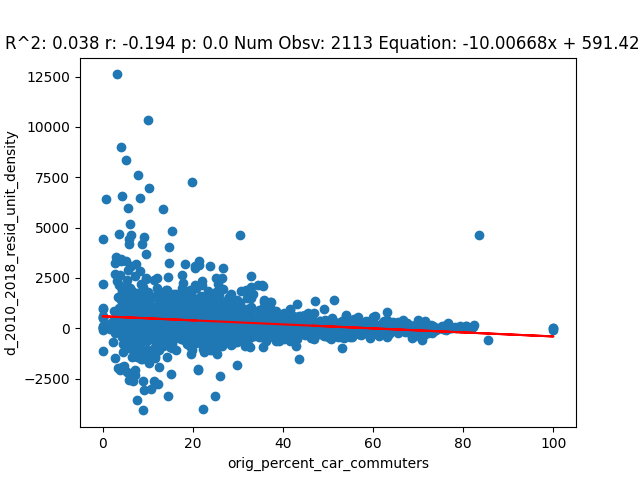 R^2: 0.038 r: -0.194 p: 0.0 Num Obsv: 2113 Equation: -10.00668x + 591.42
12500
10000
7500
5000
2500
0
−2500
d_2010_2018_resid_unit_density
0 20 40 60 80 100
orig_percent_car_commuters